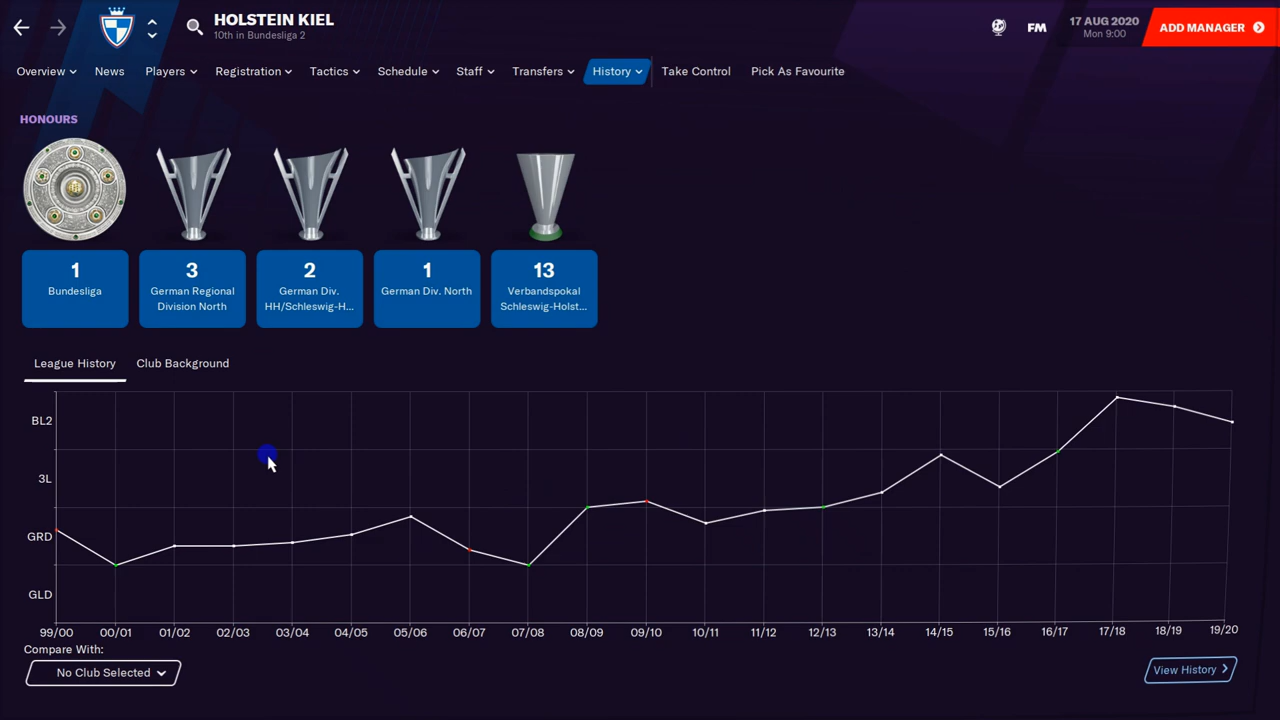 HOLSTEIN KIEL
10th in Bundesliga 2
FM
17 AUG 2020
Mon 9:00
ADD MANAGER
Overview
News
Players
Registration
Tactics
Schedule
Staff
Transfers
History
Take Control
Pick As Favourite
HONOURS
1
Bundesliga
3
German Regional
Division North
2
German Div.
HH/Schleswig-H...
1
German Div. North
13
Verbandspokal
Schleswig-Holst...
League History
Club Background
BL2
3L
GRD
GLD
99/00 00/01 01/02 02/03 03/04 04/05 05/06 06/07 07/08 08/09 09/10 10/11 11/12 12/13 13/14 14/15 15/16 16/17 17/18 18/19 19/20
Compare With:
No Club Selected
View History